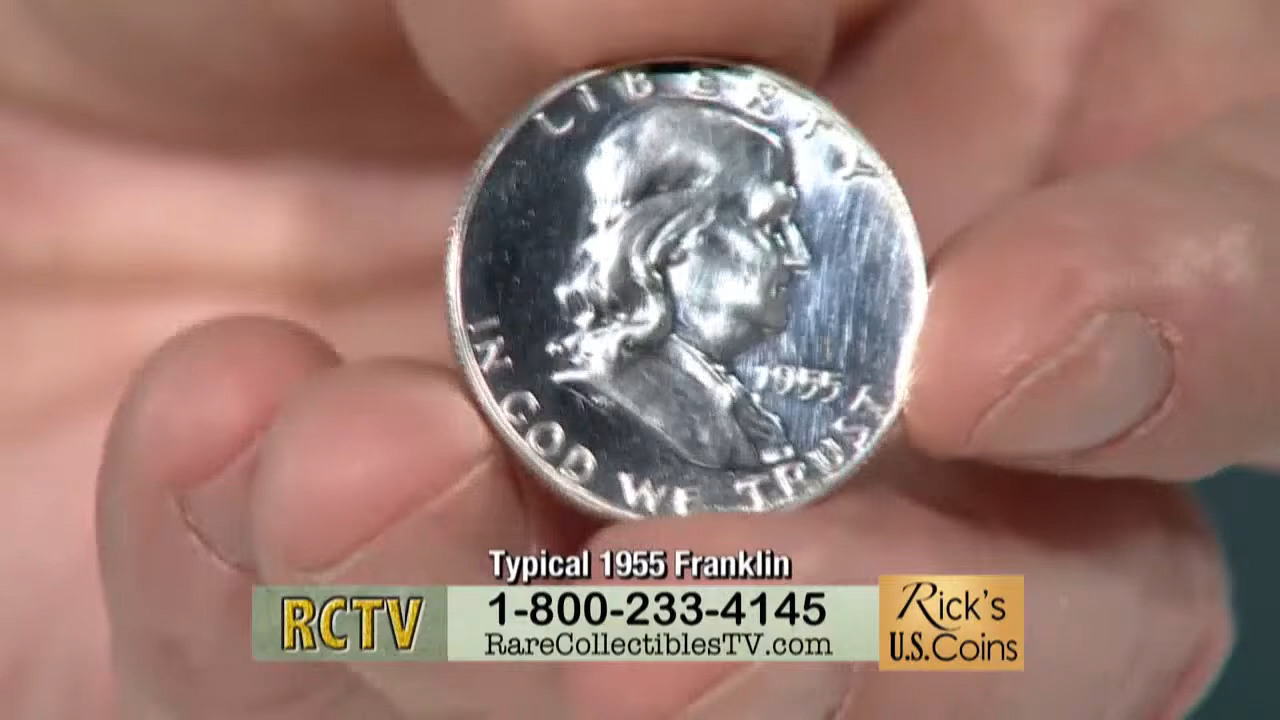 LIBERTY
IN GOD WE TRUST
1955
Typical 1955 Franklin
RCTV
1-800-233-4145
RareCollectiblesTV.com
Rick's
U.S.Coins